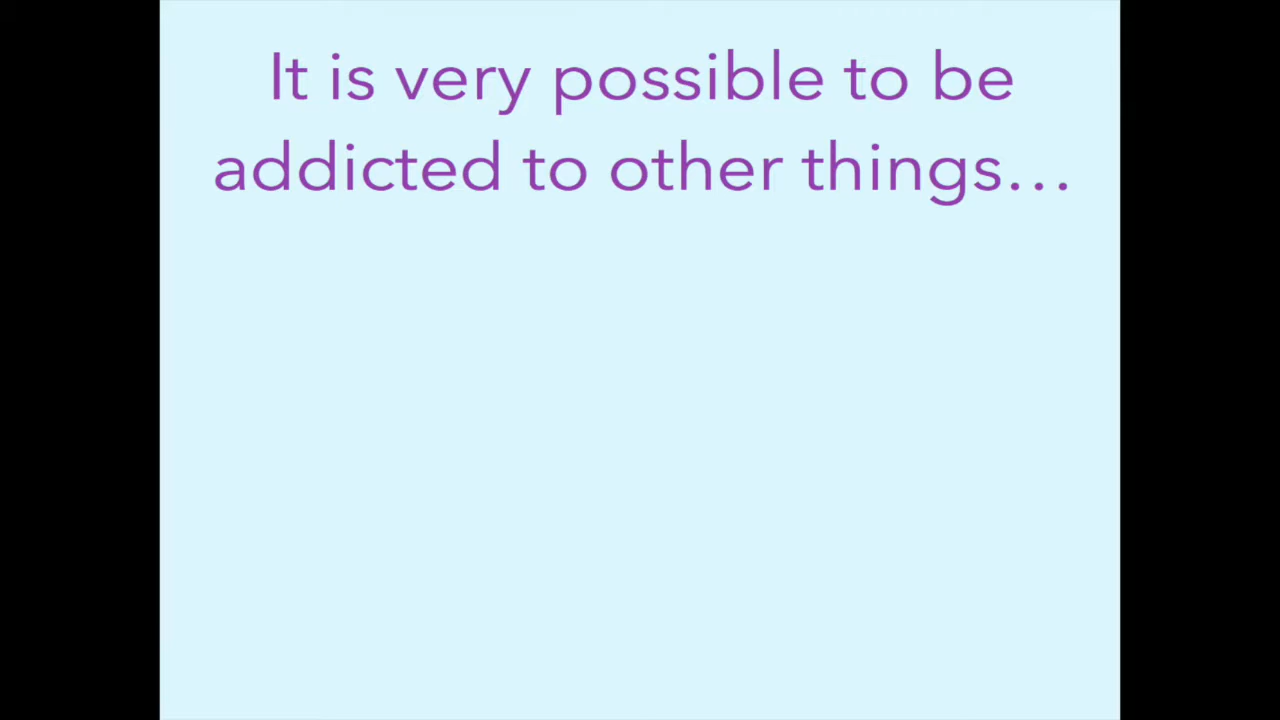 It is very possible to be
addicted to other things…